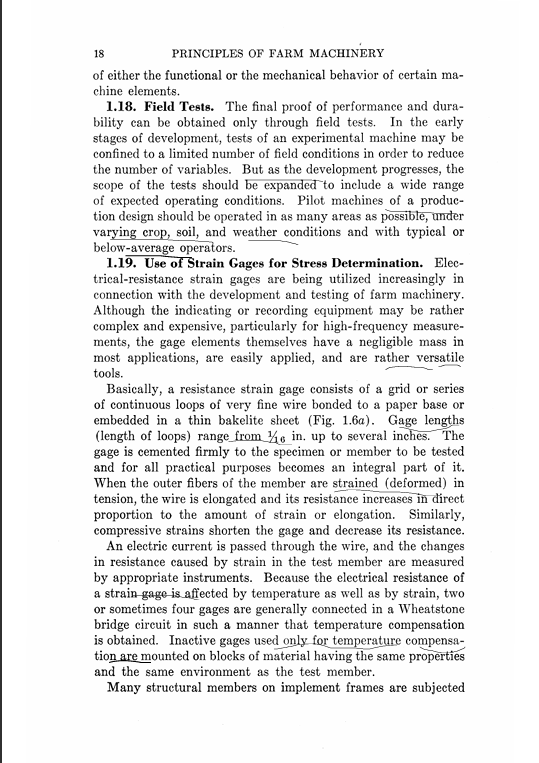 18 PRINCIPLES OF FARM MACHINERY
of either the functional or the mechanical behavior of certain ma-
chine elements.
1.18. Field Tests. The final proof of performance and dura-
bility can be obtained only through field tests. In the early
stages of development, tests of an experimental machine may be
confined to a limited number of field conditions in order to reduce
the number of variables. But as the development progresses, the
scope of the tests should be expanded to include a wide range
of expected operating conditions. Pilot machines of a produc-
tion design should be operated in as many areas as possible, under
varying crop, soil, and weather conditions and with typical or
below-average operators.
1.19. Use of Strain Gages for Stress Determination. Elec-
trical-resistance strain gages are being utilized increasingly in
connection with the development and testing of farm machinery.
Although the indicating or recording equipment may be rather
complex and expensive, particularly for high-frequency measure-
ments, the gage elements themselves have a negligible mass in
most applications, are easily applied, and are rather versatile
tools.
Basically, a resistance strain gage consists of a grid or series
of continuous loops of very fine wire bonded to a paper base or
embedded in a thin bakelite sheet (Fig. 1.6a). Gage lengths
(length of loops) range from 1/16 in. up to several inches. The
gage is cemented firmly to the specimen or member to be tested
and for all practical purposes becomes an integral part of it.
When the outer fibers of the member are strained (deformed) in
tension, the wire is elongated and its resistance increases in direct
proportion to the amount of strain or elongation. Similarly,
compressive strains shorten the gage and decrease its resistance.
An electric current is passed through the wire, and the changes
in resistance caused by strain in the test member are measured
by appropriate instruments. Because the electrical resistance of
a strain gage is affected by temperature as well as by strain, two
or sometimes four gages are generally connected in a Wheatstone
bridge circuit in such a manner that temperature compensation
is obtained. Inactive gages used only for temperature compensa-
tion are mounted on blocks of material having the same properties
and the same environment as the test member.
Many structural members on implement frames are subjected